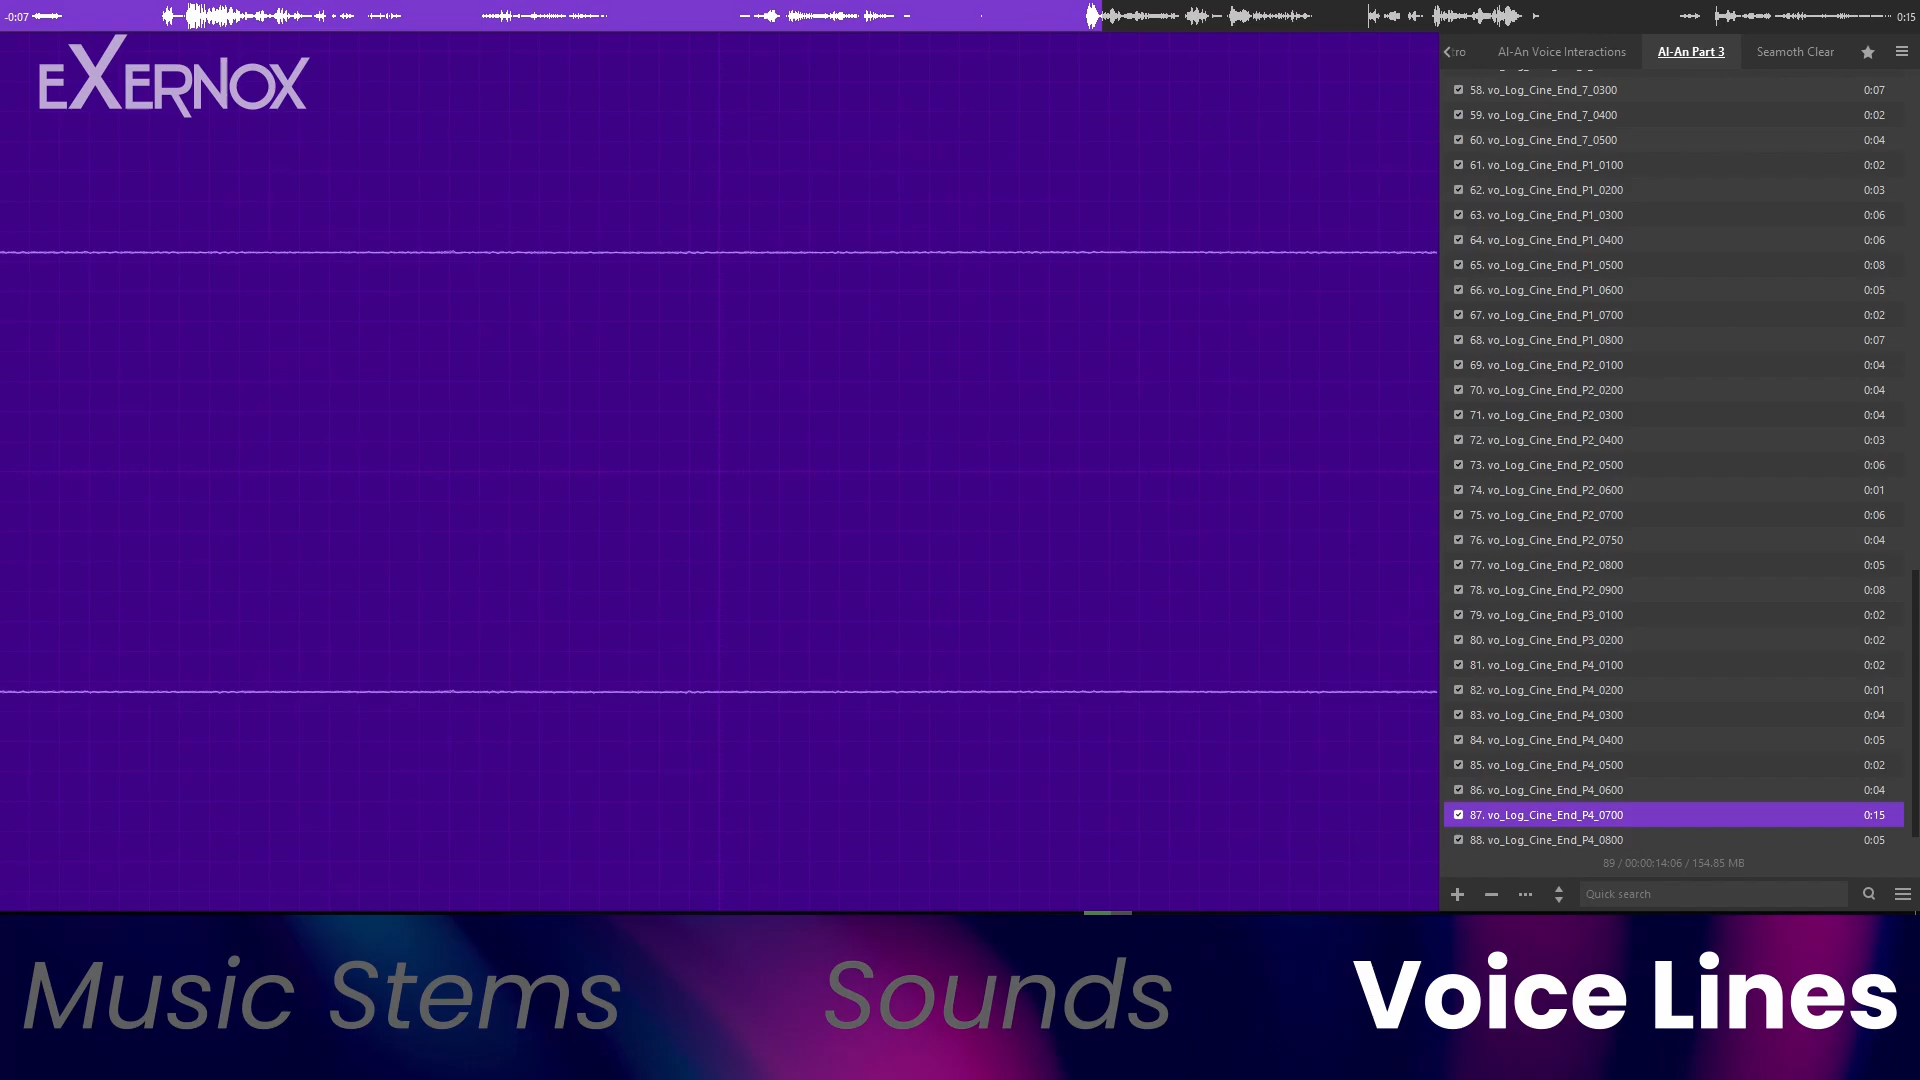 -0:07
0:15
EXERNOX
tro
AI-An Voice Interactions
AI-An Part 3
Seamoth Clear
58. vo_Log_Cine_End_7_0300 0:07
59. vo_Log_Cine_End_7_0400 0:02
60. vo_Log_Cine_End_7_0500 0:04
61. vo_Log_Cine_End_P1_0100 0:02
62. vo_Log_Cine_End_P1_0200 0:03
63. vo_Log_Cine_End_P1_0300 0:06
64. vo_Log_Cine_End_P1_0400 0:06
65. vo_Log_Cine_End_P1_0500 0:08
66. vo_Log_Cine_End_P1_0600 0:05
67. vo_Log_Cine_End_P1_0700 0:02
68. vo_Log_Cine_End_P1_0800 0:07
69. vo_Log_Cine_End_P2_0100 0:04
70. vo_Log_Cine_End_P2_0200 0:04
71. vo_Log_Cine_End_P2_0300 0:04
72. vo_Log_Cine_End_P2_0400 0:03
73. vo_Log_Cine_End_P2_0500 0:06
74. vo_Log_Cine_End_P2_0600 0:01
75. vo_Log_Cine_End_P2_0700 0:06
76. vo_Log_Cine_End_P2_0750 0:04
77. vo_Log_Cine_End_P2_0800 0:05
78. vo_Log_Cine_End_P2_0900 0:08
79. vo_Log_Cine_End_P3_0100 0:02
80. vo_Log_Cine_End_P3_0200 0:02
81. vo_Log_Cine_End_P4_0100 0:02
82. vo_Log_Cine_End_P4_0200 0:01
83. vo_Log_Cine_End_P4_0300 0:04
84. vo_Log_Cine_End_P4_0400 0:05
85. vo_Log_Cine_End_P4_0500 0:02
86. vo_Log_Cine_End_P4_0600 0:04
87. vo_Log_Cine_End_P4_0700 0:15
88. vo_Log_Cine_End_P4_0800 0:05
89 / 00:00:14:06 / 154.85 MB
Quick search
Music Stems
Sounds
Voice Lines